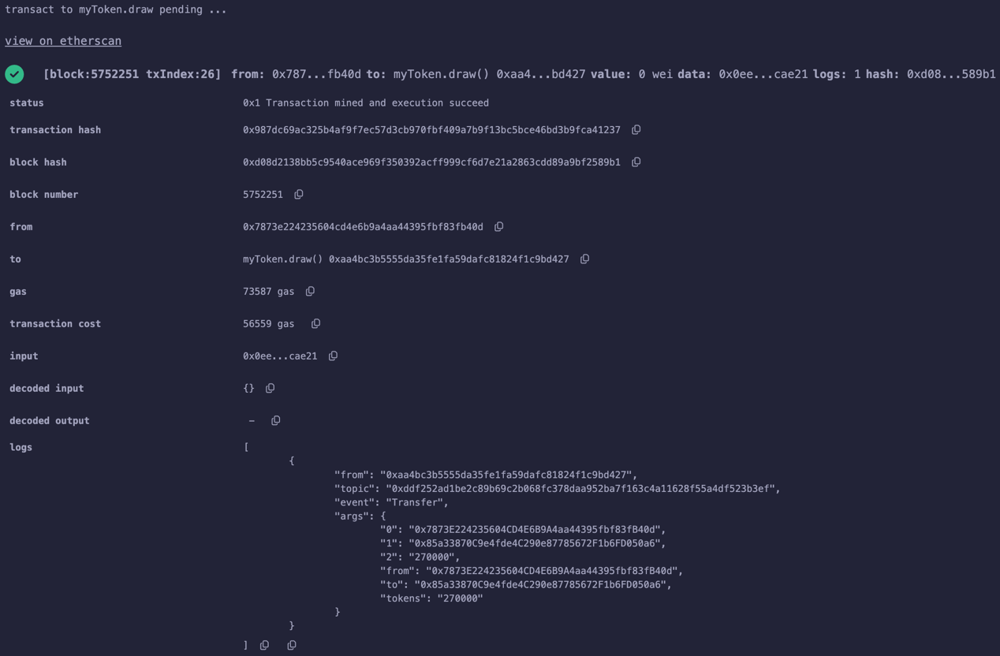 transact to myToken.draw pending ...
view on etherscan
[block:5752251 txIndex:26] from: 0x787...fb40d to: myToken.draw() 0xaa4...bd427 value: 0 wei data: 0x0ee...cae21 logs: 1 hash: 0xd08...589b1
status 0x1 Transaction mined and execution succeed
transaction hash 0x987dc69ac325b4af9f7ec57d3cb970fbf409a7b9f13bc5bce46bd3b9fca41237
block hash 0xd08d2138bb5c9540ace969f350392acff999cf6d7e21a2863cdd89a9bf2589b1
block number 5752251
from 0x7873e224235604cd4e6b9a4aa44395fbf83fb40d
to myToken.draw() 0xaa4bc3b5555da35fe1fa59dafc81824f1c9bd427
gas 73587 gas
transaction cost 56559 gas
input 0x0ee...cae21
decoded input {}
decoded output –
logs [
{
"from": "0xaa4bc3b5555da35fe1fa59dafc81824f1c9bd427",
"topic": "0xddf252ad1be2c89b69c2b068fc378daa952ba7f163c4a11628f55a4df523b3ef",
"event": "Transfer",
"args": {
"0": "0x7873E224235604CD4E6B9A4aa44395fbf83fB40d",
"1": "0x85a33870C9e4fde4C290e87785672F1b6FD050a6",
"2": "270000",
"from": "0x7873E224235604CD4E6B9A4aa44395fbf83fB40d",
"to": "0x85a33870C9e4fde4C290e87785672F1b6FD050a6",
"tokens": "270000"
}
}
]